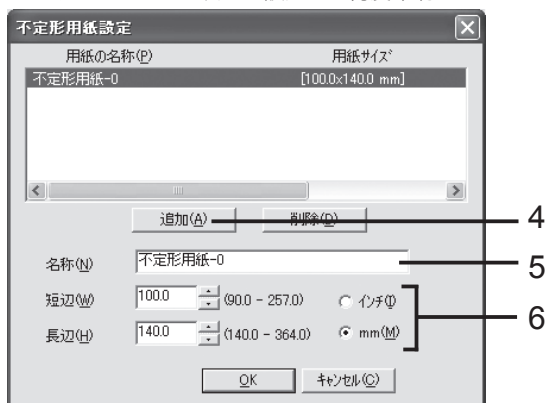 不定形用紙設定
用紙の名称(P) 用紙サイズ
不定形用紙-0 [100.0x140.0 mm]
追加(A) 削除(D) 4
名称(N) 不定形用紙-0 5
短辺(W) 100.0 (90.0 - 257.0) インチ(I)
6
長辺(H) 140.0 (140.0 - 364.0) mm(M)
OK キャンセル(C)